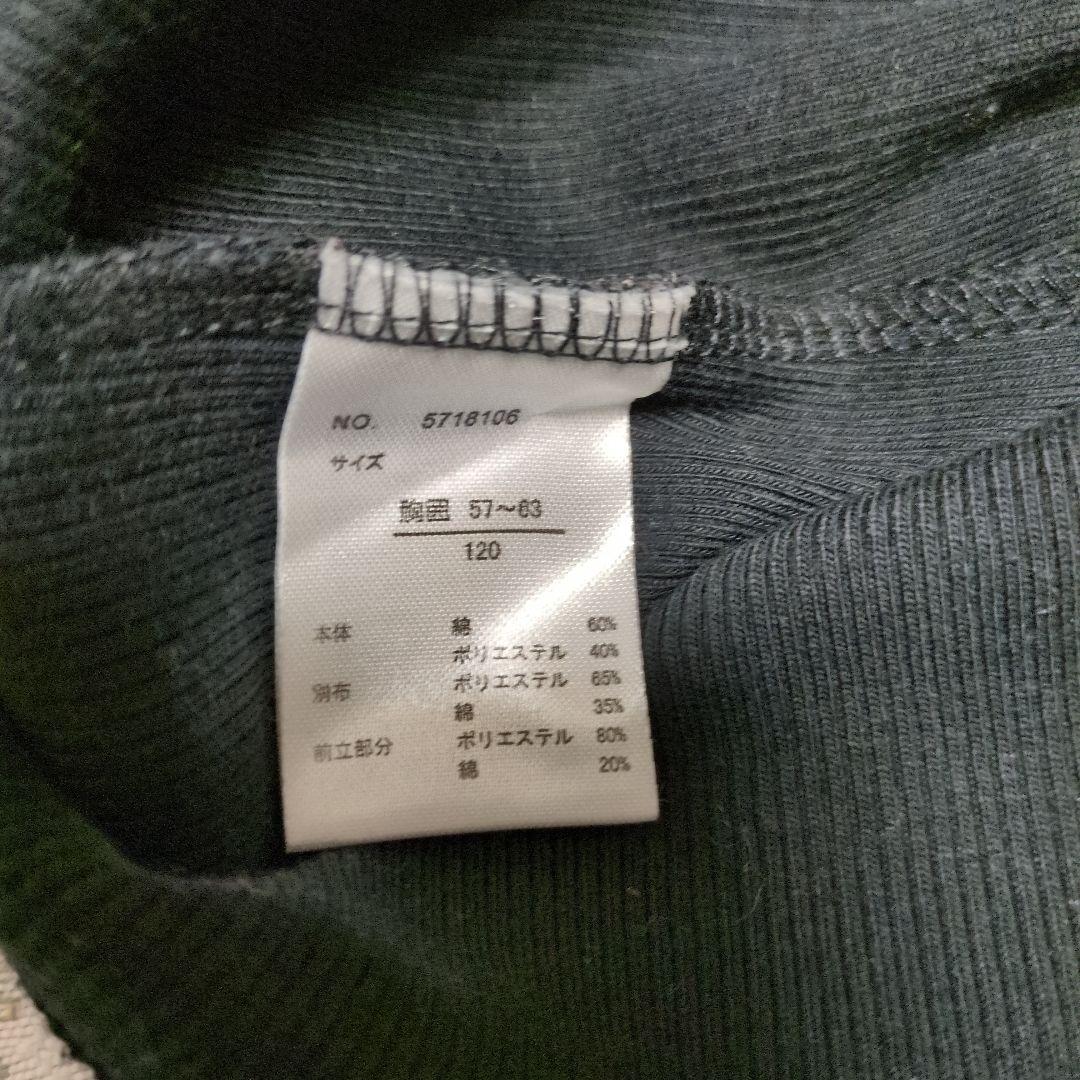 NO. 5718106
サイズ
胸囲 57～63
120
本体 綿 60%
ポリエステル 40%
別布 ポリエステル 65%
綿 35%
前立部分 ポリエステル 80%
綿 20%